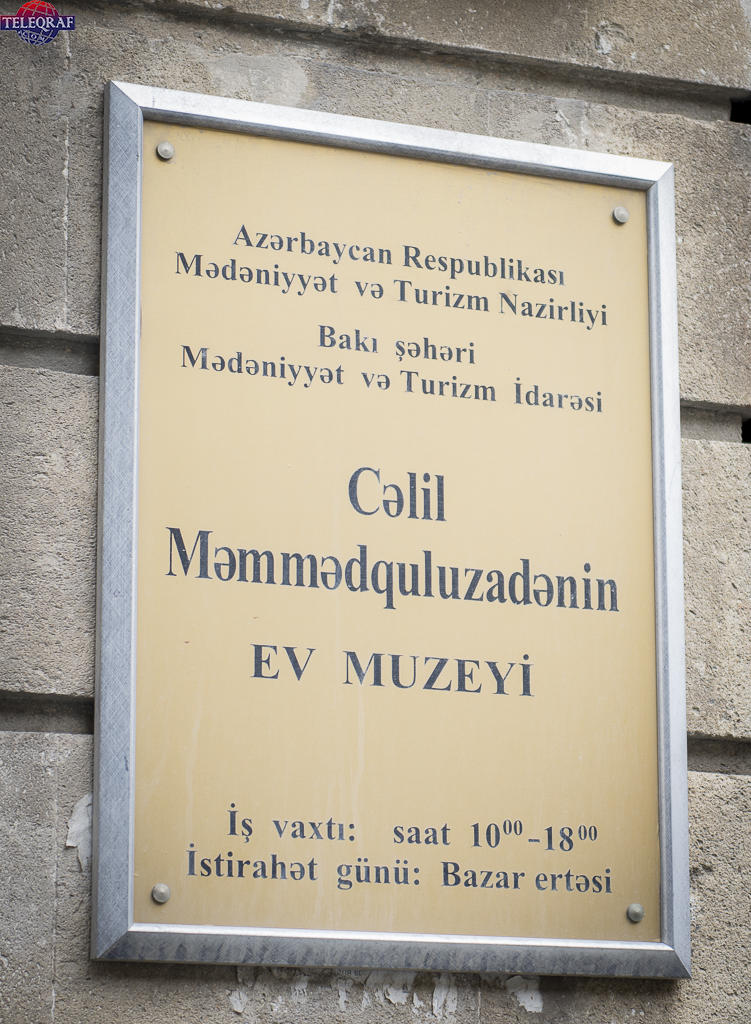 TELEQRAF
.COM
Azərbaycan Respublikası
Mədəniyyət və Turizm Nazirliyi
Bakı şəhəri
Mədəniyyət və Turizm İdarəsi
Cəlil
Məmmədquluzadənin
EV MUZEYİ
İş vaxtı: saat 10⁰⁰-18⁰⁰
İstirahət günü: Bazar ertəsi